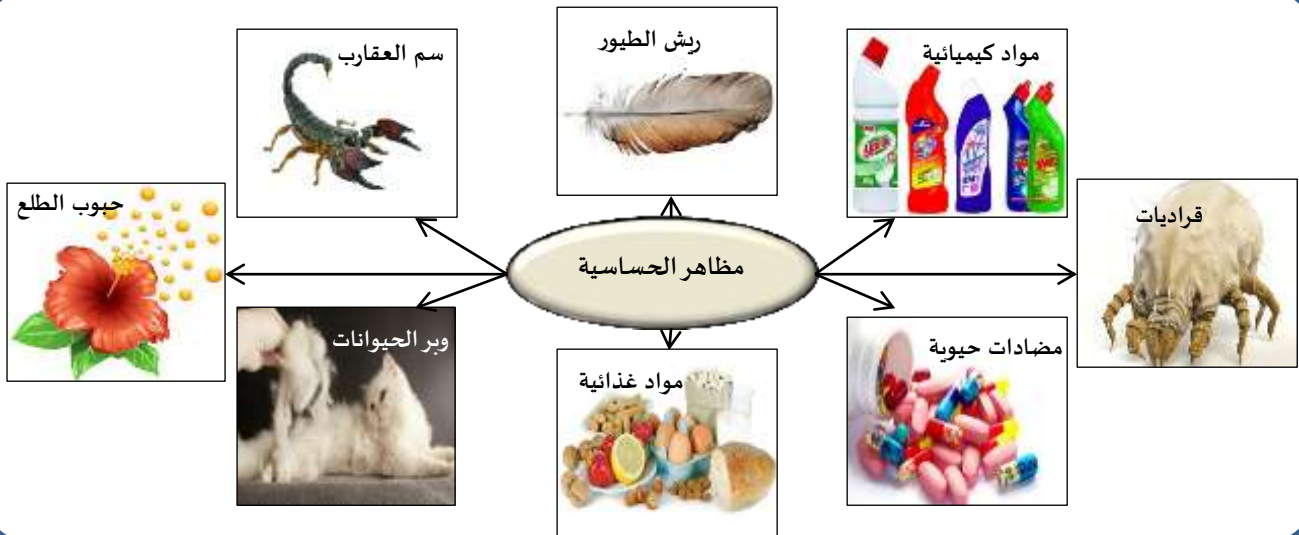 ريش الطيور
مواد كيميائية
سم العقارب
قراديات
حبوب الطلع
مظاهر الحساسية
وبر الحيوانات
مضادات حيوية
مواد غذائية